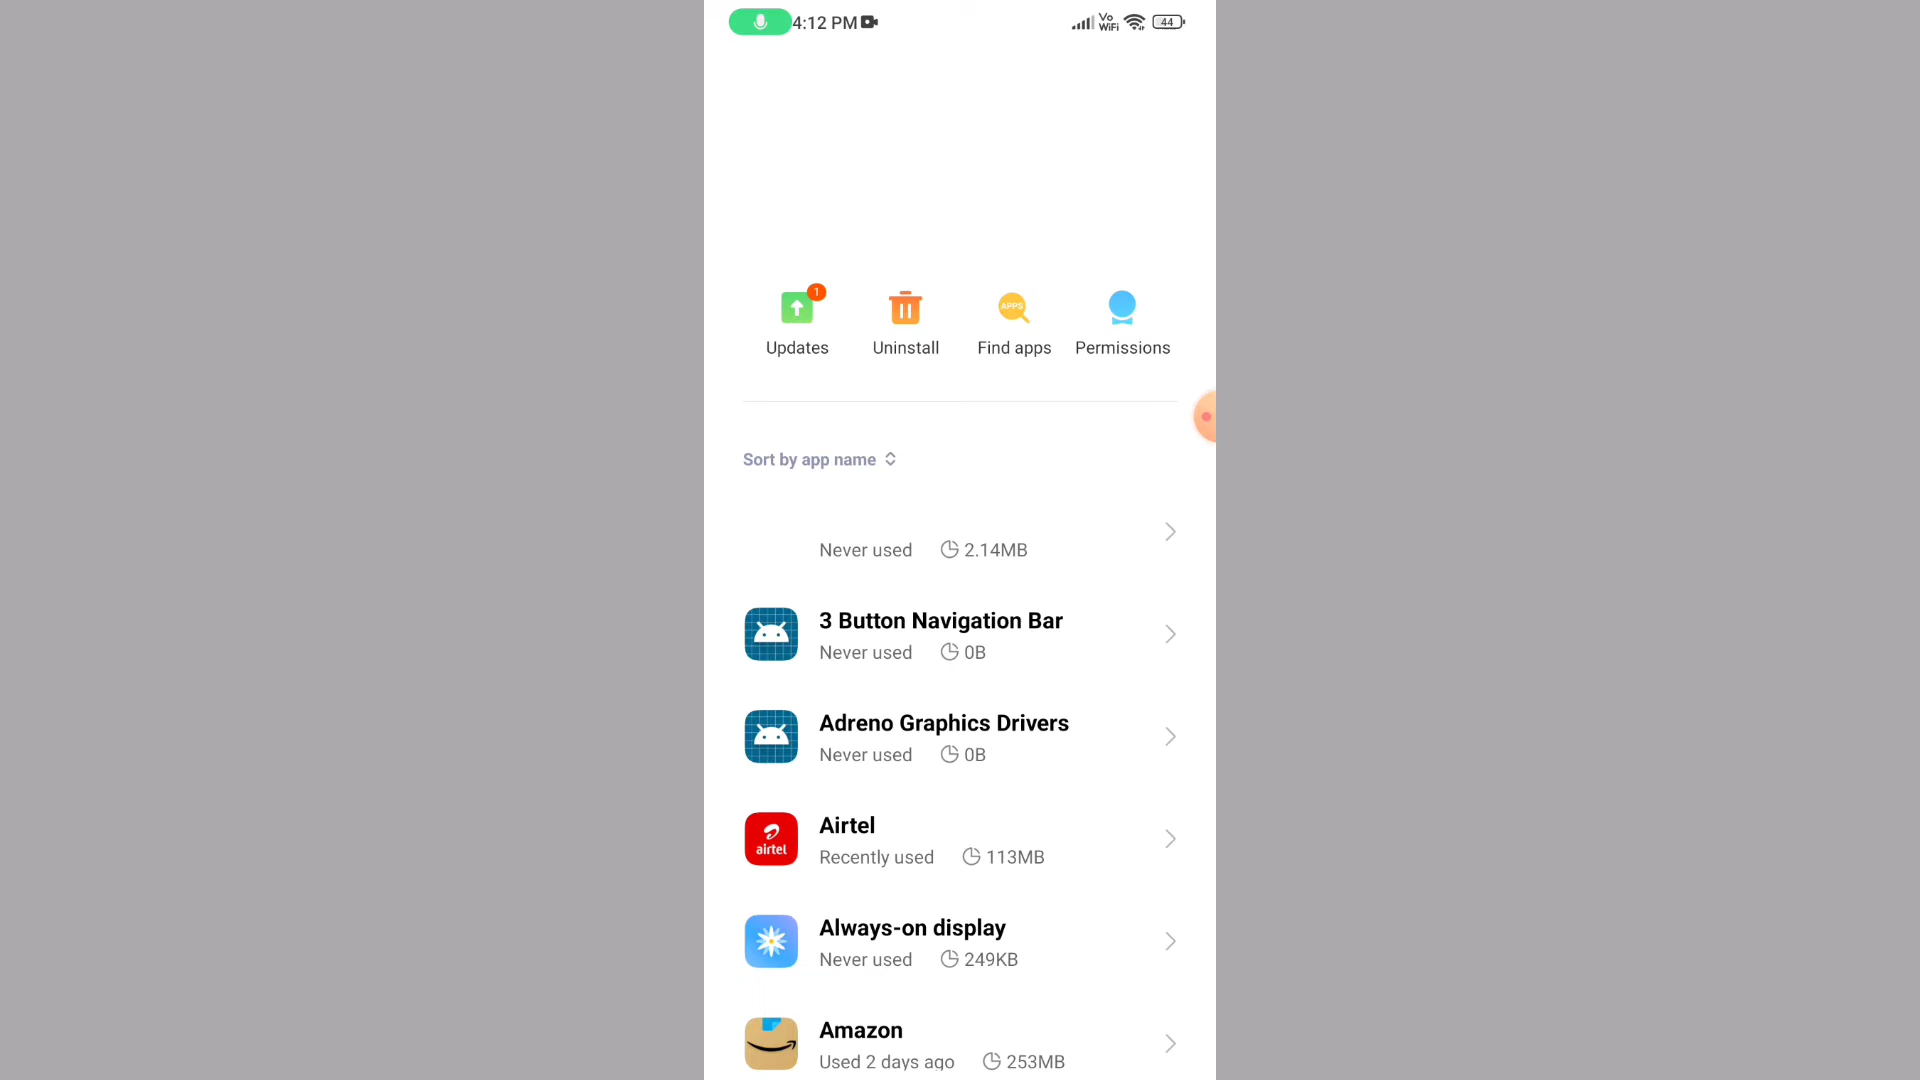 4:12 PM
Vo
WiFi
44
1
APPS
Updates
Uninstall
Find apps
Permissions
Sort by app name
Never used 2.14MB
3 Button Navigation Bar
Never used 0B
Adreno Graphics Drivers
Never used 0B
airtel
Airtel
Recently used 113MB
Always-on display
Never used 249KB
Amazon
Used 2 days ago 253MB